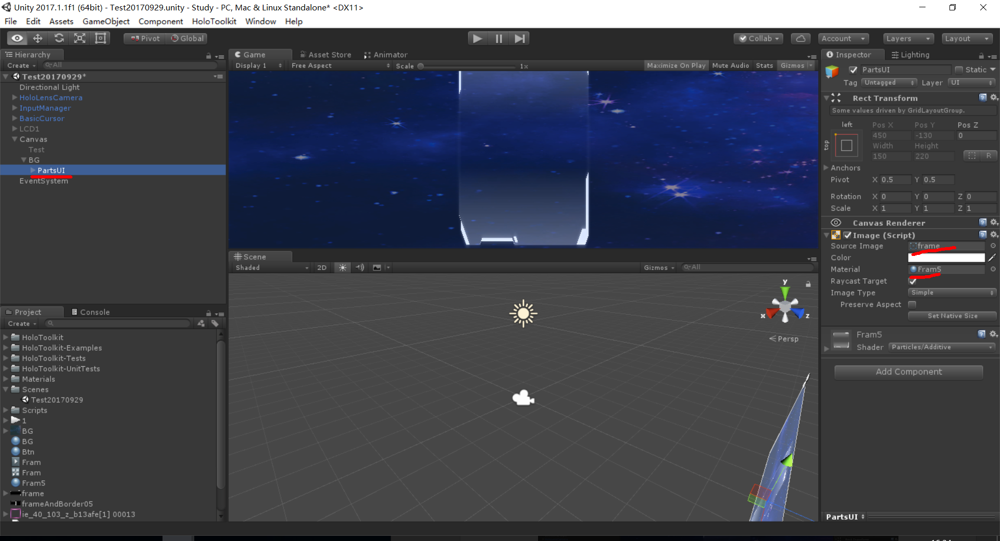 Unity 2017.1.1f1 (64bit) - Test20170929.unity - Study - PC, Mac & Linux Standalone* <DX11>
File Edit Assets GameObject Component HoloToolkit Window Help
Pivot Global Collab Account Layers Layout
Hierarchy
Create All
Test20170929*
Directional Light
HoloLensCamera
InputManager
BasicCursor
LCD1
Canvas
Test
BG
PartsUI
EventSystem
Game Asset Store Animator
Display 1 Free Aspect Scale 1x Maximize On Play Mute Audio Stats Gizmos
Scene
Shaded 2D Gizmos All
y
x z
Persp
Project Console
Create
HoloToolkit
HoloToolkit-Examples
HoloToolkit-Tests
HoloToolkit-UnitTests
Materials
Scenes
Test20170929
Scripts
1
BG
BG
Btn
Fram
Fram
Fram5
frame
frameAndBorder05
ie_40_103_z_b13afe[1] 00013
Inspector Lighting
PartsUI Static
Tag Untagged Layer UI
Rect Transform
Some values driven by GridLayoutGroup.
left Pos X Pos Y Pos Z
450 -130 0
top
Width Height
150 220 R
Anchors
Pivot X 0.5 Y 0.5
Rotation X 0 Y 0 Z 0
Scale X 1 Y 1 Z 1
Canvas Renderer
Image (Script)
Source Image frame
Color
Material Fram5
Raycast Target
Image Type Simple
Preserve Aspect
Set Native Size
Fram5
Shader Particles/Additive
Add Component
PartsUI